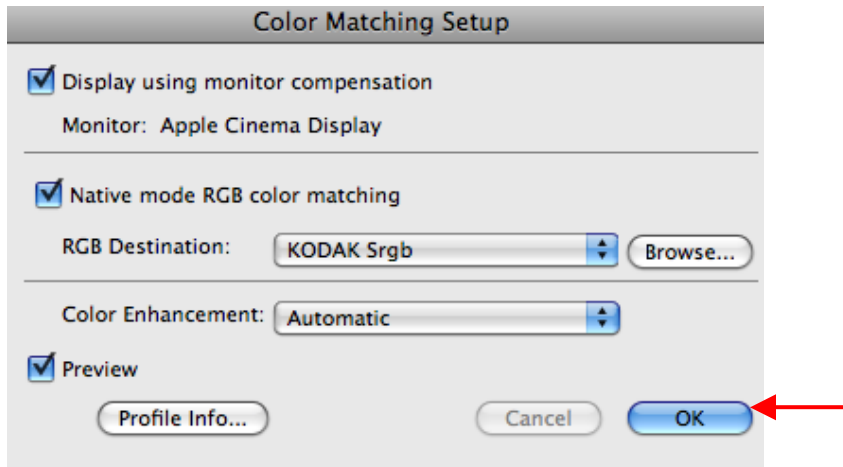 Color Matching Setup
Display using monitor compensation
Monitor: Apple Cinema Display
Native mode RGB color matching
RGB Destination: KODAK Srgb Browse...
Color Enhancement: Automatic
Preview
Profile Info... Cancel OK